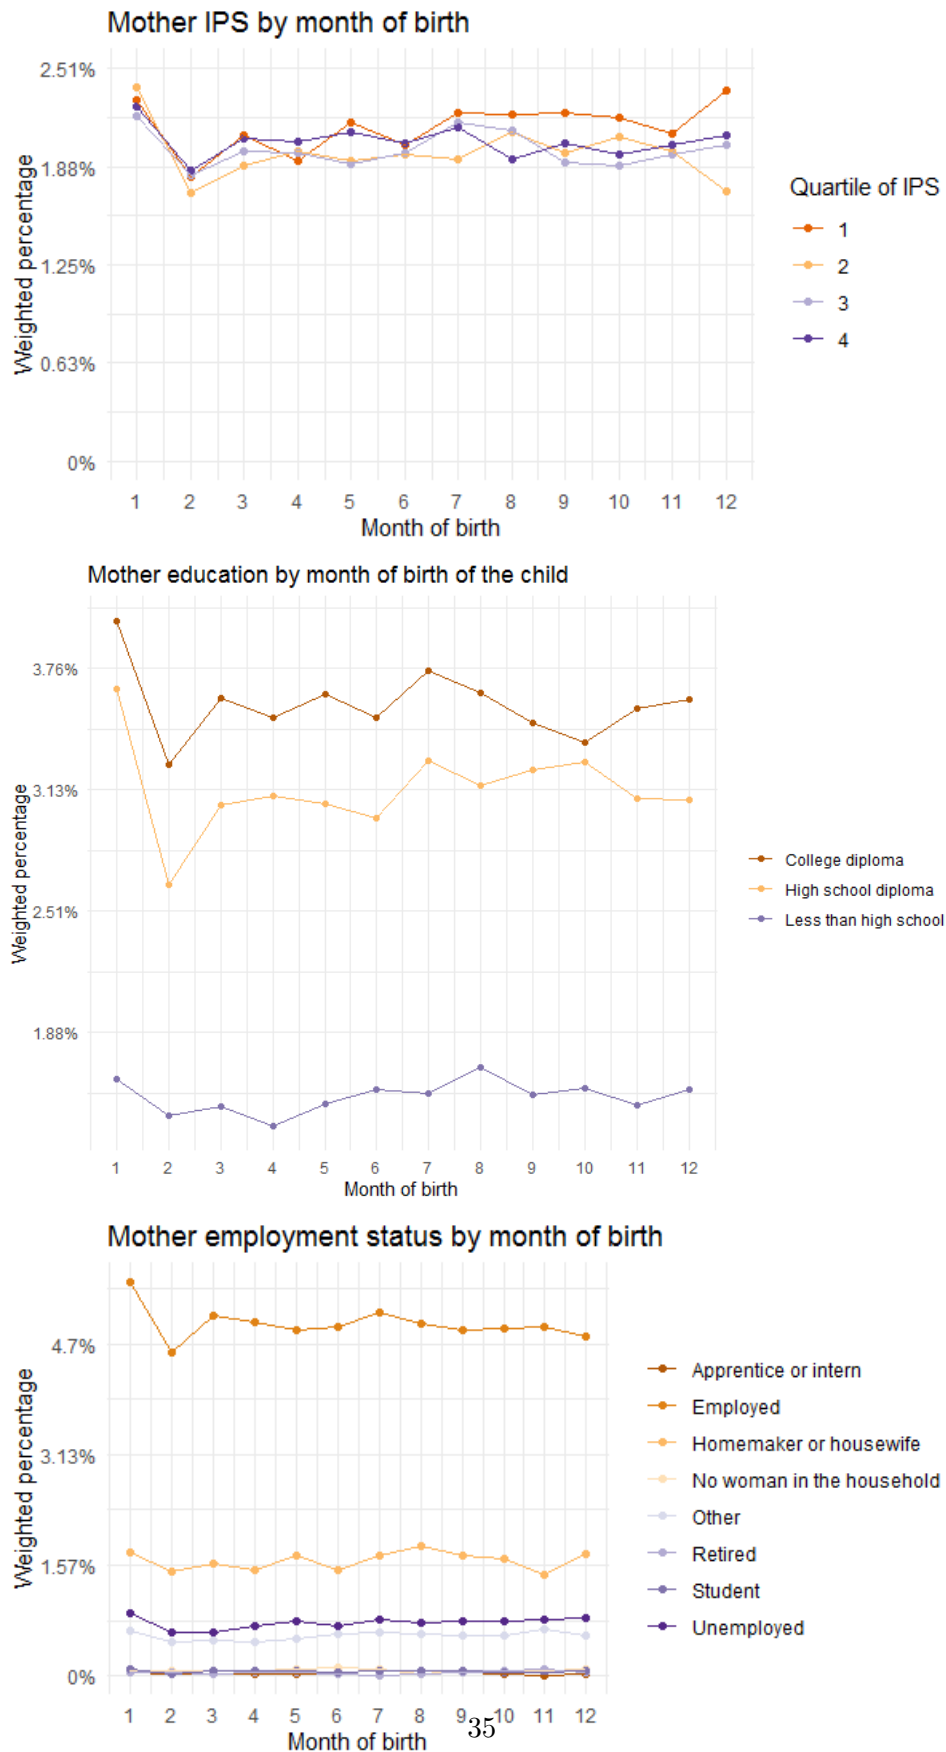 Mother IPS by month of birth
Weighted percentage
2.51%
1.88%
1.25%
0.63%
0%
1 2 3 4 5 6 7 8 9 10 11 12
Month of birth
Quartile of IPS
1
2
3
4
Mother education by month of birth of the child
Weighted percentage
3.76%
3.13%
2.51%
1.88%
1 2 3 4 5 6 7 8 9 10 11 12
Month of birth
College diploma
High school diploma
Less than high school
Mother employment status by month of birth
Weighted percentage
4.7%
3.13%
1.57%
0%
1 2 3 4 5 6 7 8 9 10 11 12
Month of birth
Apprentice or intern
Employed
Homemaker or housewife
No woman in the household
Other
Retired
Student
Unemployed
35